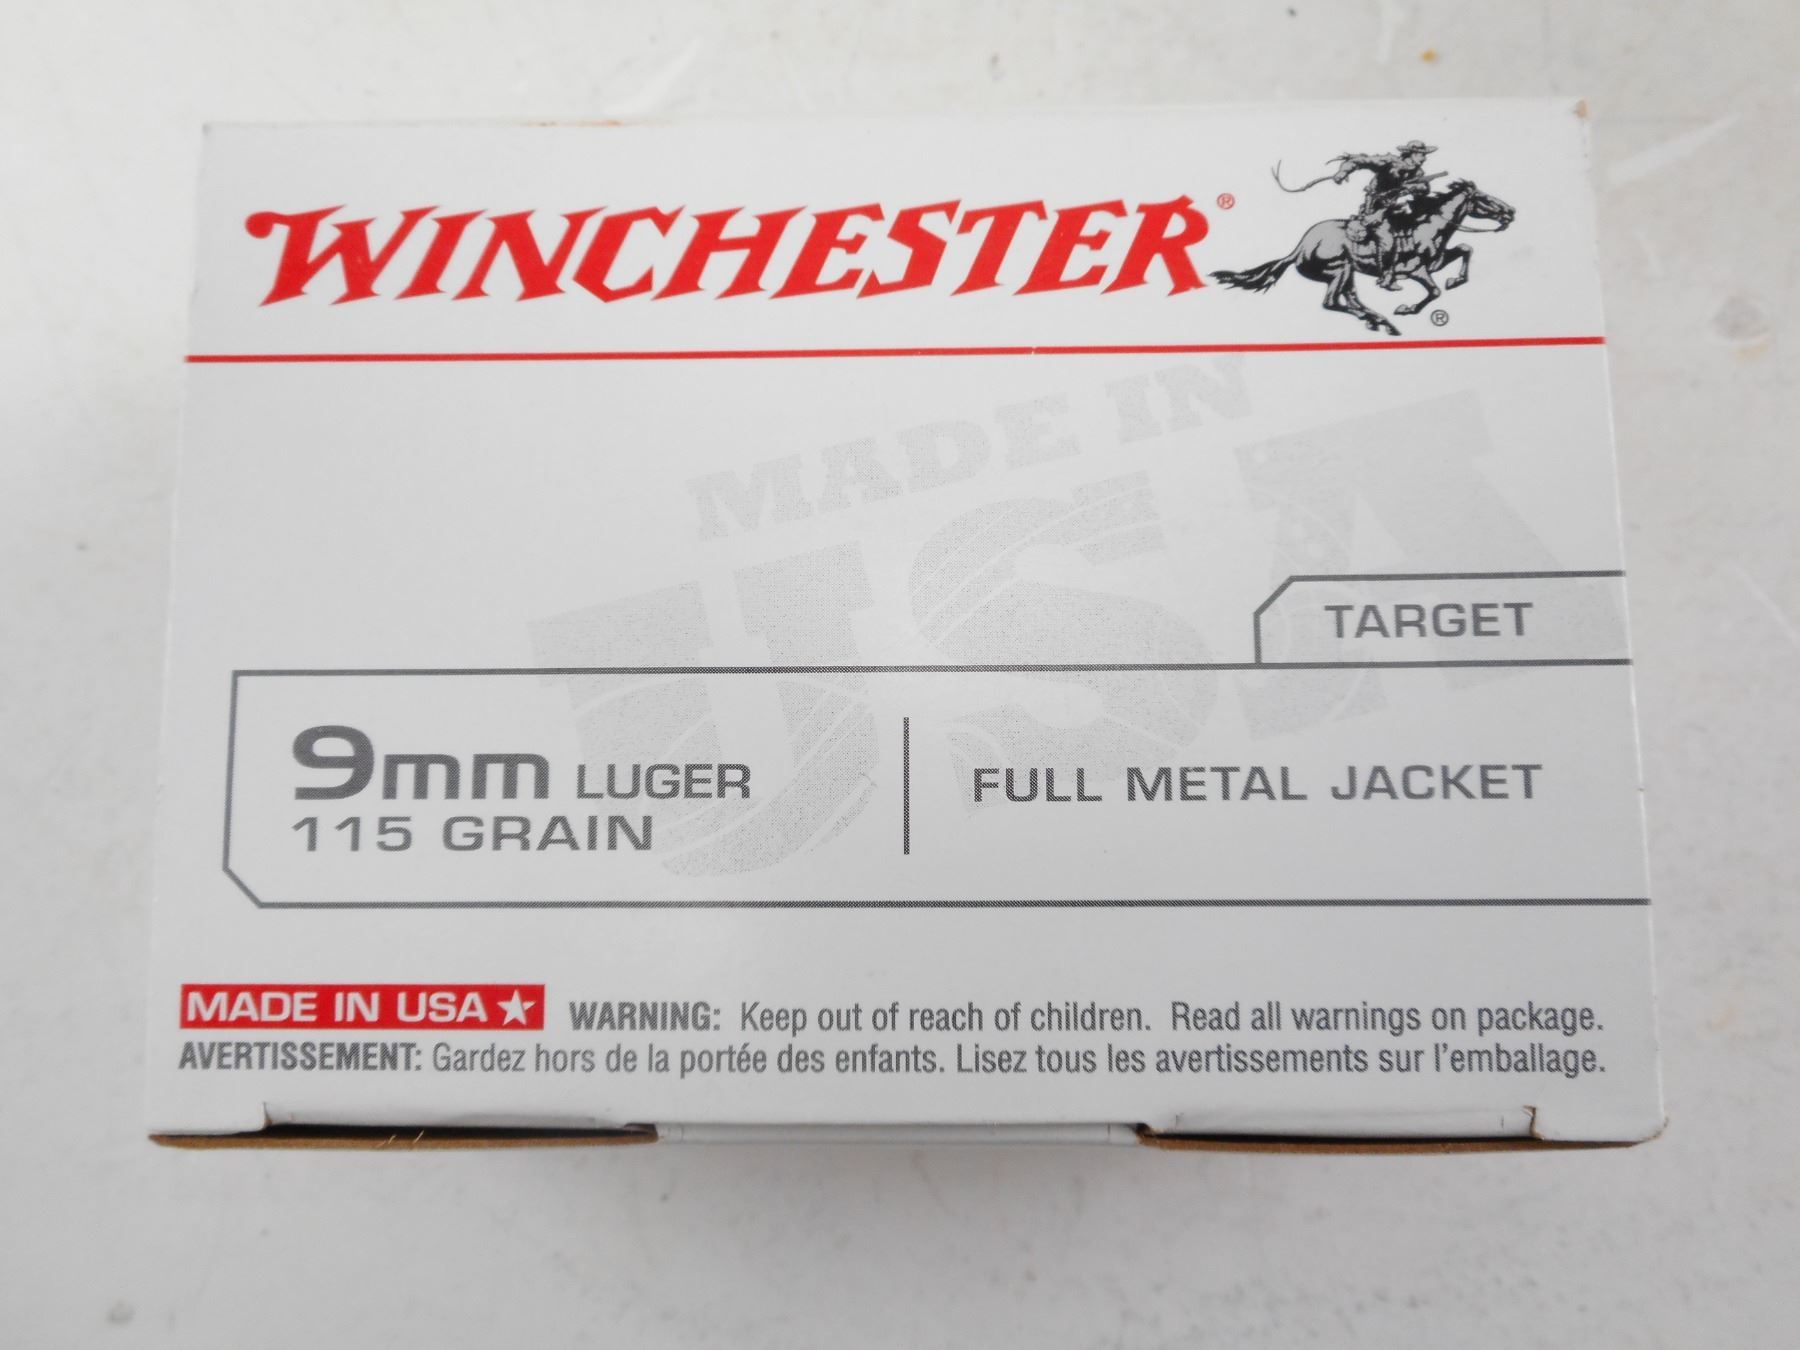 WINCHESTER®
®
MADE IN
USA
TARGET
9mm LUGER
115 GRAIN
FULL METAL JACKET
MADE IN USA ★ WARNING: Keep out of reach of children. Read all warnings on package.
AVERTISSEMENT: Gardez hors de la portée des enfants. Lisez tous les avertissements sur l'emballage.